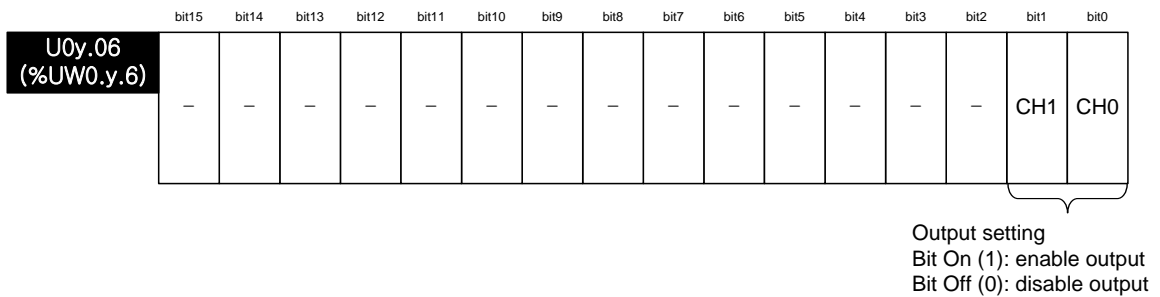 bit15 bit14 bit13 bit12 bit11 bit10 bit9 bit8 bit7 bit6 bit5 bit4 bit3 bit2 bit1 bit0
U0y.06
(%UW0.y.6)
– – – – – – – – – – – – – – CH1 CH0
Output setting
Bit On (1): enable output
Bit Off (0): disable output